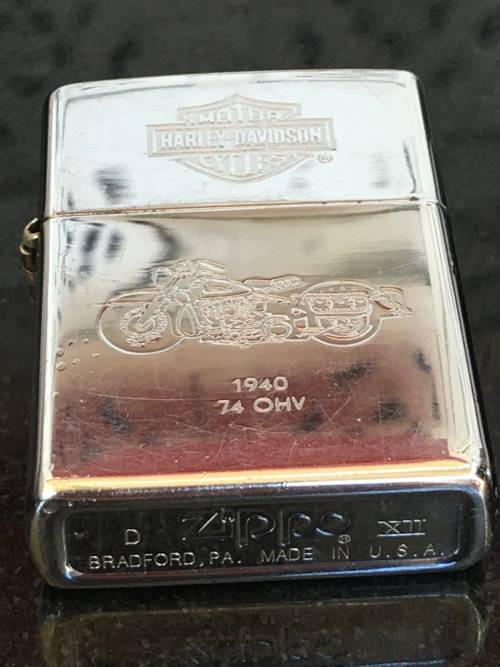 MOTOR
HARLEY-DAVIDSON
CYCLES
®
1940
74 OHV
D Zippo ® XII
BRADFORD, PA. MADE IN U.S.A.